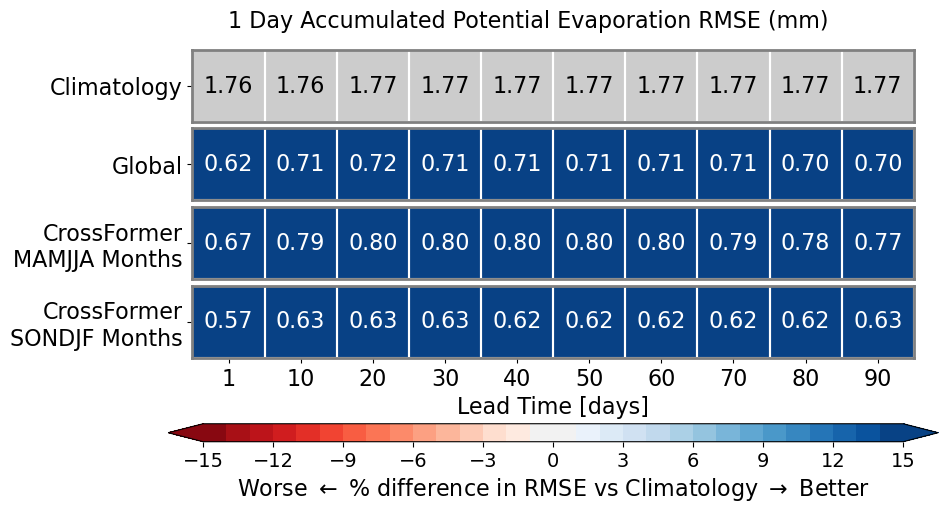 1 Day Accumulated Potential Evaporation RMSE (mm)
Climatology 1.76 1.76 1.77 1.77 1.77 1.77 1.77 1.77 1.77 1.77
Global 0.62 0.71 0.72 0.71 0.71 0.71 0.71 0.71 0.70 0.70
CrossFormer
MAMJJA Months 0.67 0.79 0.80 0.80 0.80 0.80 0.80 0.79 0.78 0.77
CrossFormer
SONDJF Months 0.57 0.63 0.63 0.63 0.62 0.62 0.62 0.62 0.62 0.63
1 10 20 30 40 50 60 70 80 90
Lead Time [days]
−15 −12 −9 −6 −3 0 3 6 9 12 15
Worse ← % difference in RMSE vs Climatology → Better